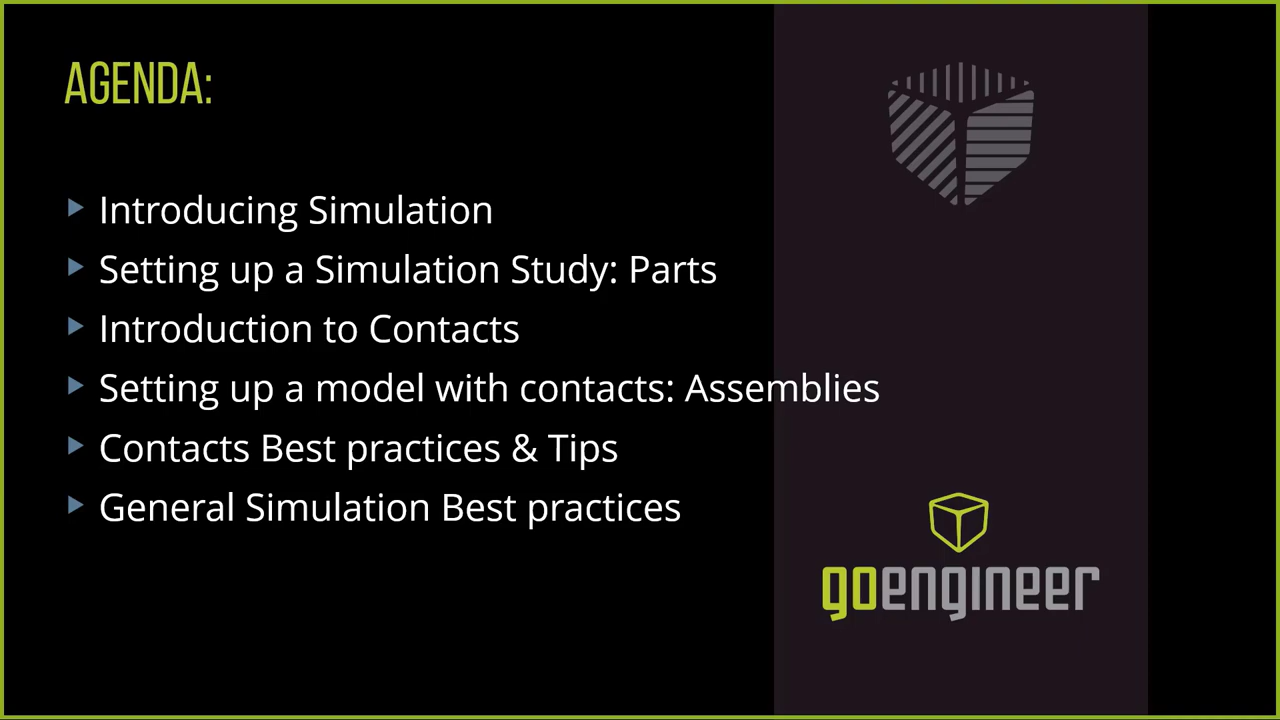 AGENDA:
Introducing Simulation
Setting up a Simulation Study: Parts
Introduction to Contacts
Setting up a model with contacts: Assemblies
Contacts Best practices & Tips
General Simulation Best practices
goengineer